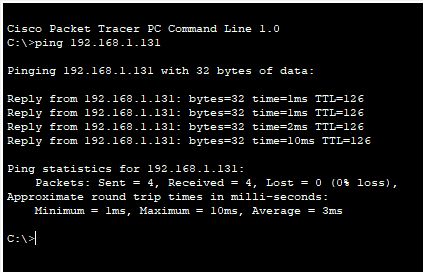 Cisco Packet Tracer PC Command Line 1.0
C:\>ping 192.168.1.131
Pinging 192.168.1.131 with 32 bytes of data:
Reply from 192.168.1.131: bytes=32 time=1ms TTL=126
Reply from 192.168.1.131: bytes=32 time=1ms TTL=126
Reply from 192.168.1.131: bytes=32 time=2ms TTL=126
Reply from 192.168.1.131: bytes=32 time=10ms TTL=126
Ping statistics for 192.168.1.131:
Packets: Sent = 4, Received = 4, Lost = 0 (0% loss),
Approximate round trip times in milli-seconds:
Minimum = 1ms, Maximum = 10ms, Average = 3ms
C:\>